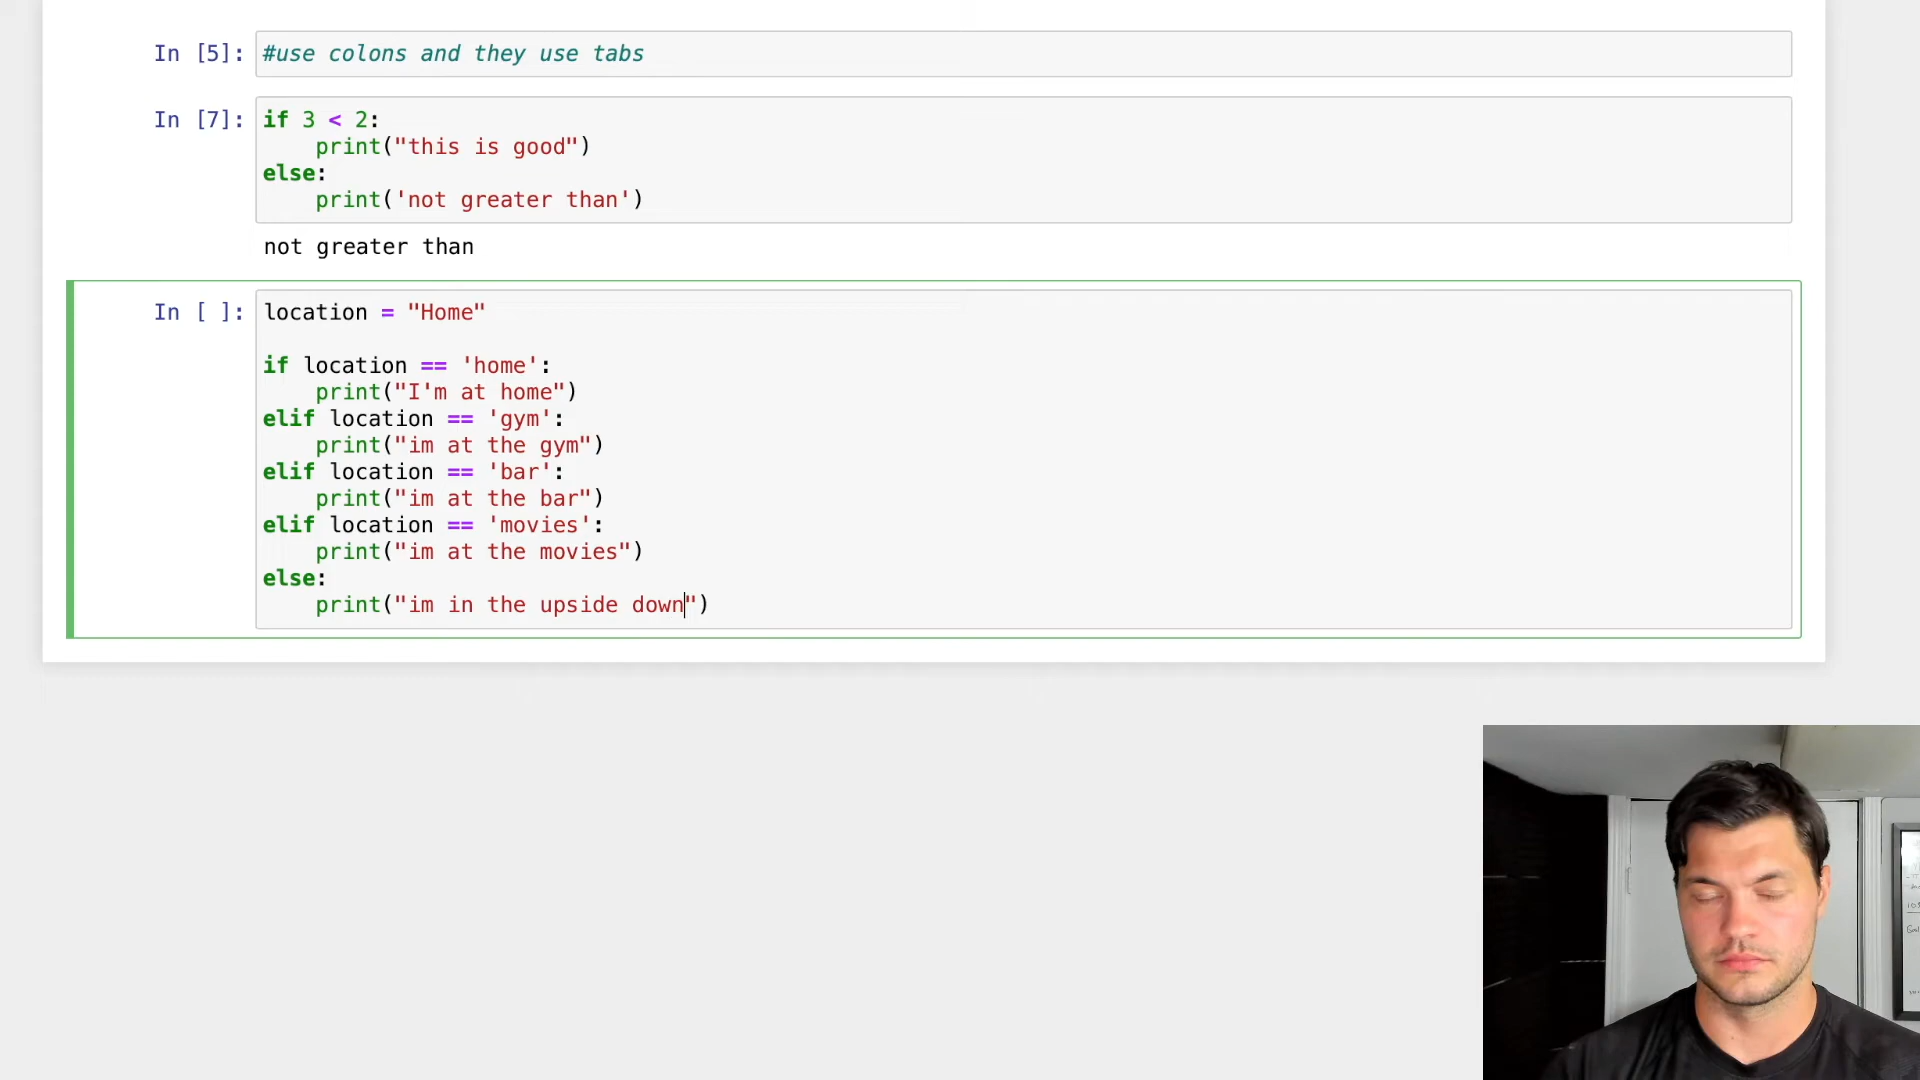 In [5]: #use colons and they use tabs
In [7]: if 3 < 2:
    print("this is good")
else:
    print('not greater than')
not greater than
In [ ]: location = "Home"
if location == 'home':
    print("I'm at home")
elif location == 'gym':
    print("im at the gym")
elif location == 'bar':
    print("im at the bar")
elif location == 'movies':
    print("im at the movies")
else:
    print("im in the upside down")